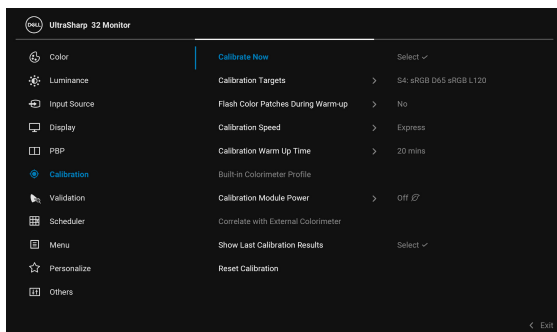 DELL UltraSharp 32 Monitor
Color Calibrate Now Select
Luminance Calibration Targets S4: sRGB D65 sRGB L120
Input Source Flash Color Patches During Warm-up No
Display Calibration Speed Express
PBP Calibration Warm Up Time 20 mins
Calibration Built-in Colorimeter Profile
Validation Calibration Module Power Off
Scheduler Correlate with External Colorimeter
Menu Show Last Calibration Results Select
Personalize Reset Calibration
Others
Exit